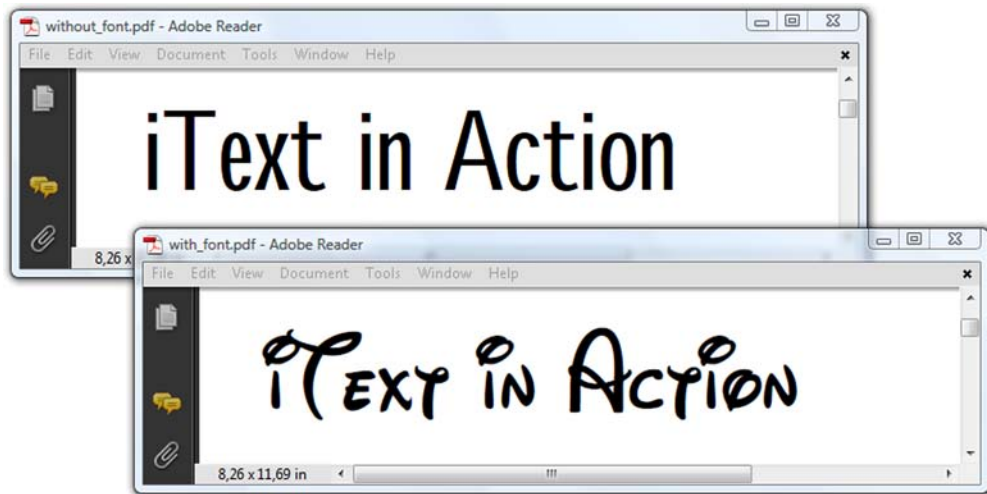 without_font.pdf - Adobe Reader
File Edit View Document Tools Window Help
iText in Action
8,26 x
with_font.pdf - Adobe Reader
File Edit View Document Tools Window Help
iText in Action
8,26 x 11,69 in